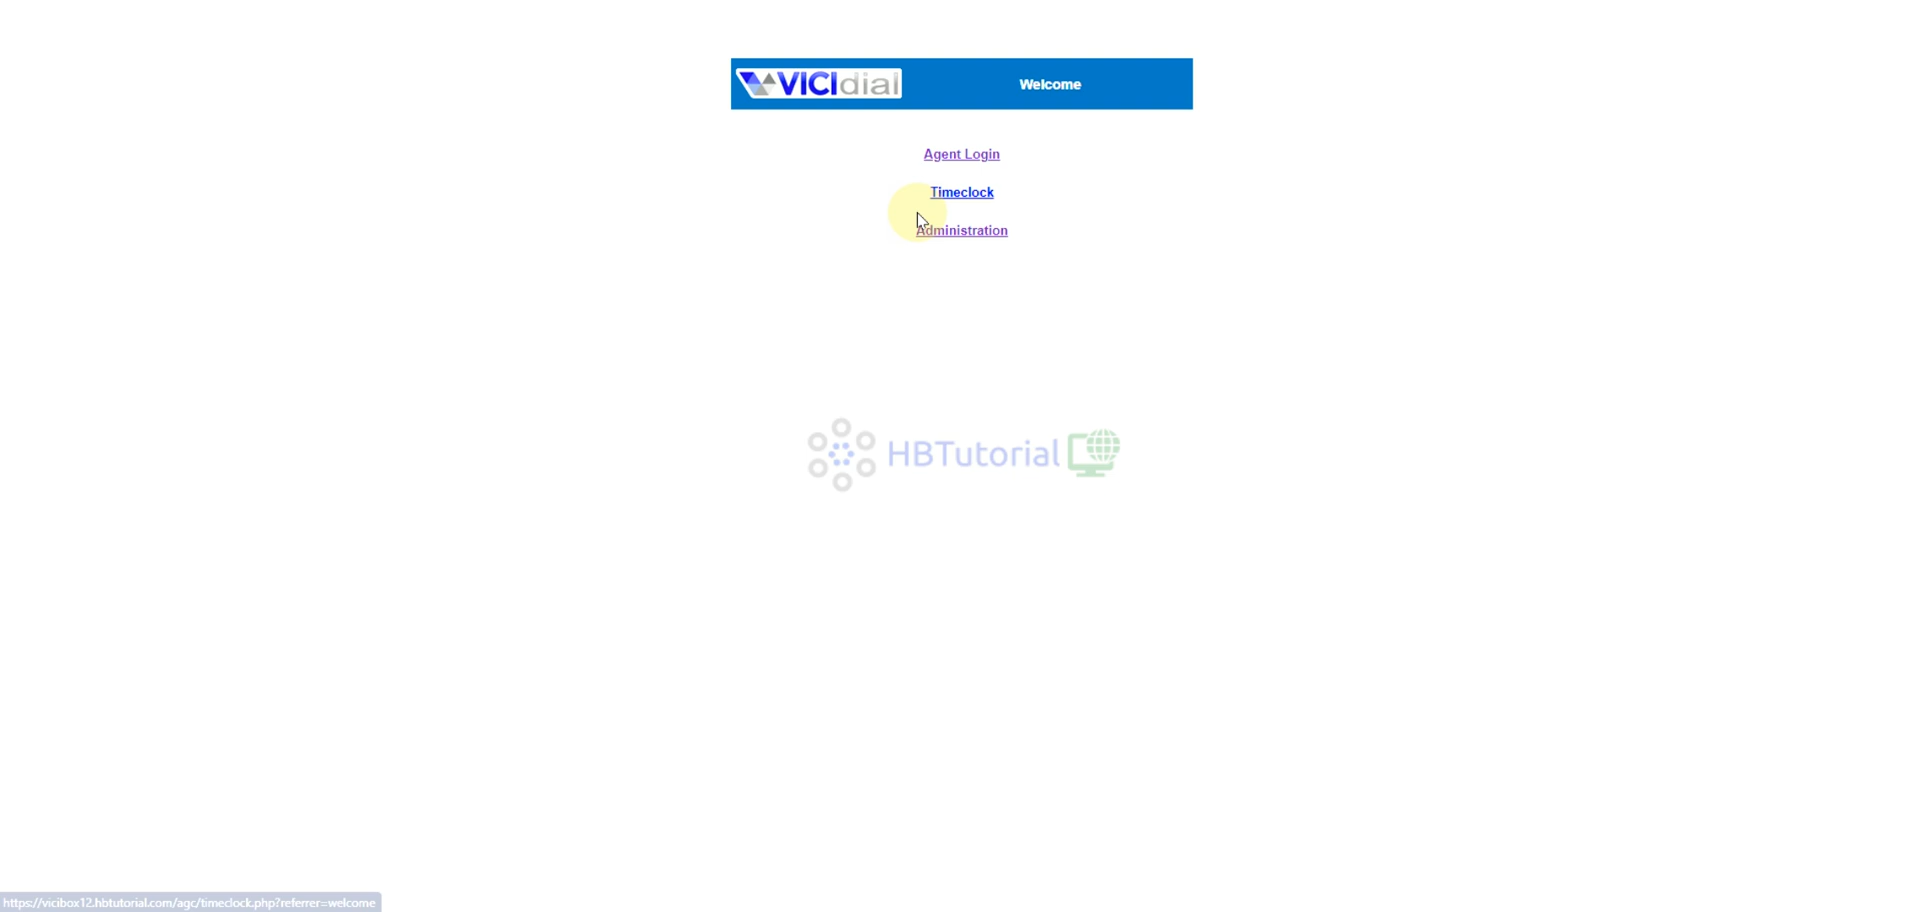 VICIdial
Welcome
Agent Login
Timeclock
Administration
HBTutorial
https://vicibox12.hbtutorial.com/agc/timeclock.php?referrer=welcome